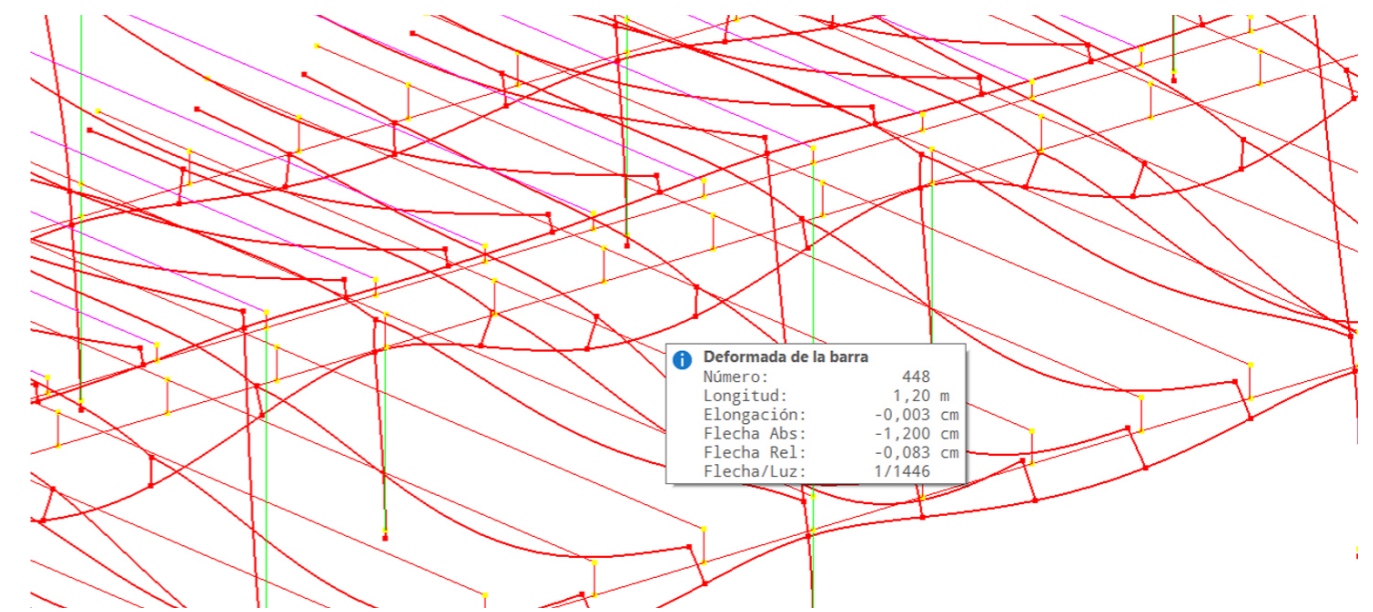 Deformada de la barra
Número: 448
Longitud: 1,20 m
Elongación: -0,003 cm
Flecha Abs: -1,200 cm
Flecha Rel: -0,083 cm
Flecha/Luz: 1/1446